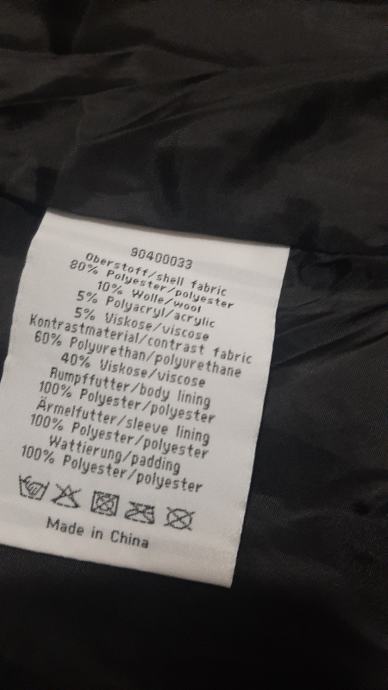 90400033
Oberstoff/shell fabric
80% Polyester/polyester
10% Wolle/wool
5% Polyacryl/acrylic
5% Viskose/viscose
Kontrastmaterial/contrast fabric
60% Polyurethan/polyurethane
40% Viskose/viscose
Rumpffutter/body lining
100% Polyester/polyester
Ärmelfutter/sleeve lining
100% Polyester/polyester
Wattierung/padding
100% Polyester/polyester
Made in China